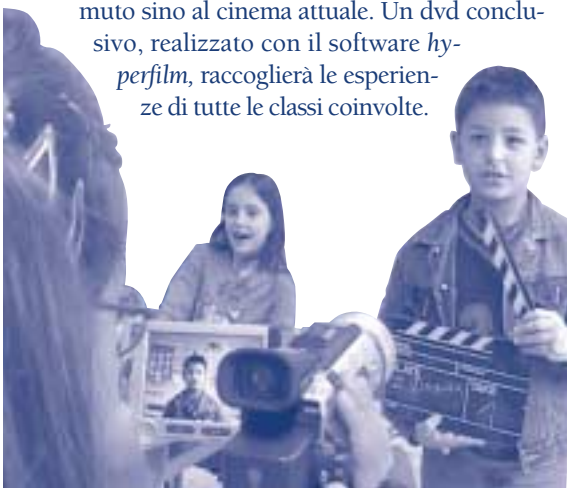 muto sino al cinema attuale. Un dvd conclu-
sivo, realizzato con il software hy-
perfilm, raccoglierà le esperien-
ze di tutte le classi coinvolte.